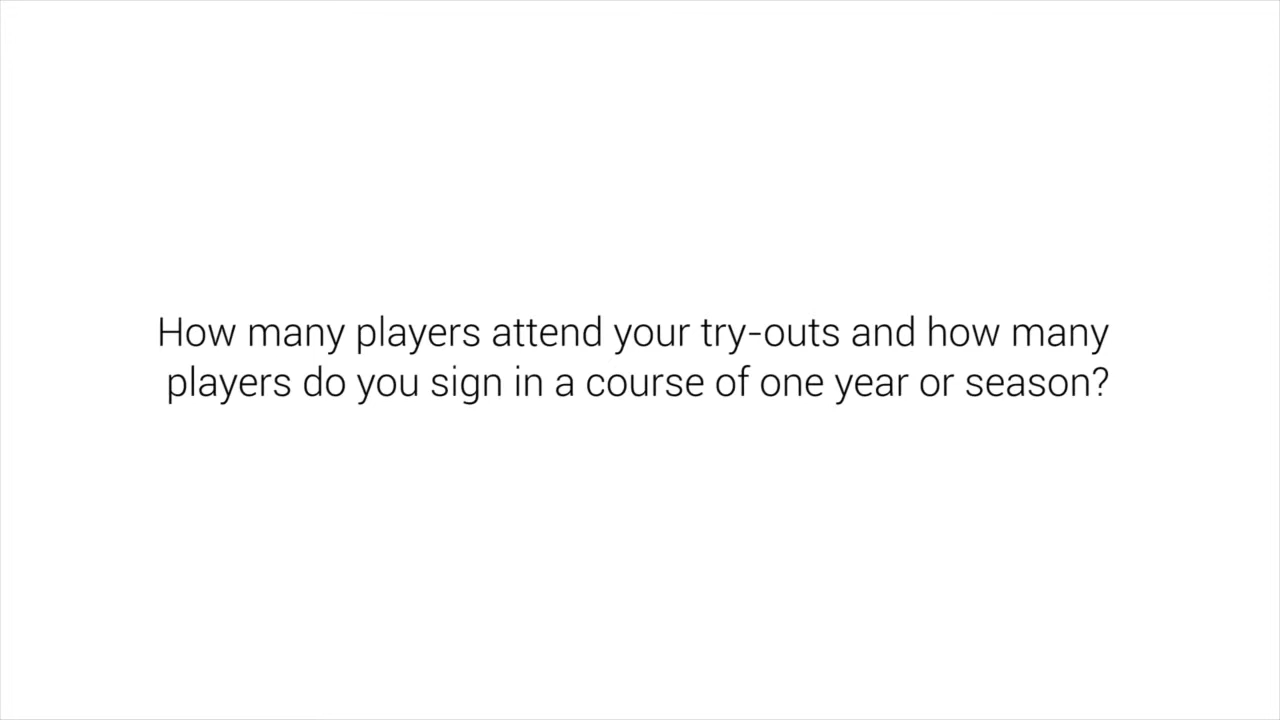 How many players attend your try-outs and how many
players do you sign in a course of one year or season?